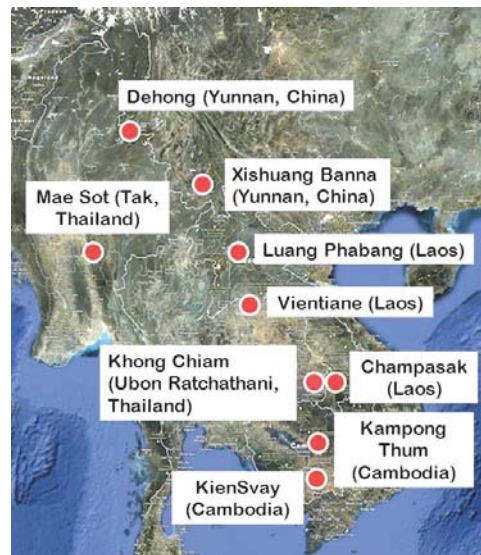 Dehong (Yunnan, China)
Xishuang Banna
(Yunnan, China)
Mae Sot (Tak,
Thailand)
Luang Phabang (Laos)
Vientiane (Laos)
Khong Chiam
(Ubon Ratchathani,
Thailand)
Champasak
(Laos)
Kampong
Thum
(Cambodia)
KienSvay
(Cambodia)